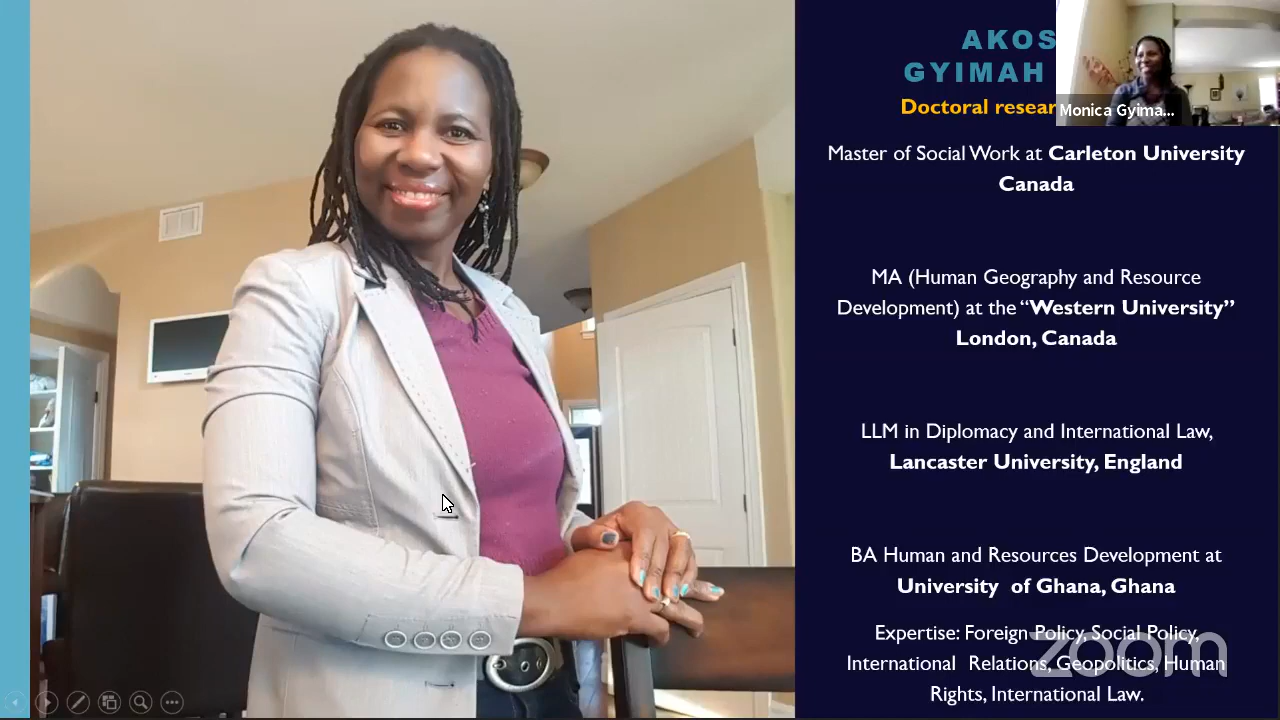 AKOS
GYIMAH
Doctoral resear
Monica Gyima...
Master of Social Work at Carleton University
Canada
MA (Human Geography and Resource
Development) at the “Western University”
London, Canada
LLM in Diplomacy and International Law,
Lancaster University, England
BA Human and Resources Development at
University of Ghana, Ghana
Expertise: Foreign Policy, Social Policy,
International Relations, Geopolitics, Human
Rights, International Law.
zoom